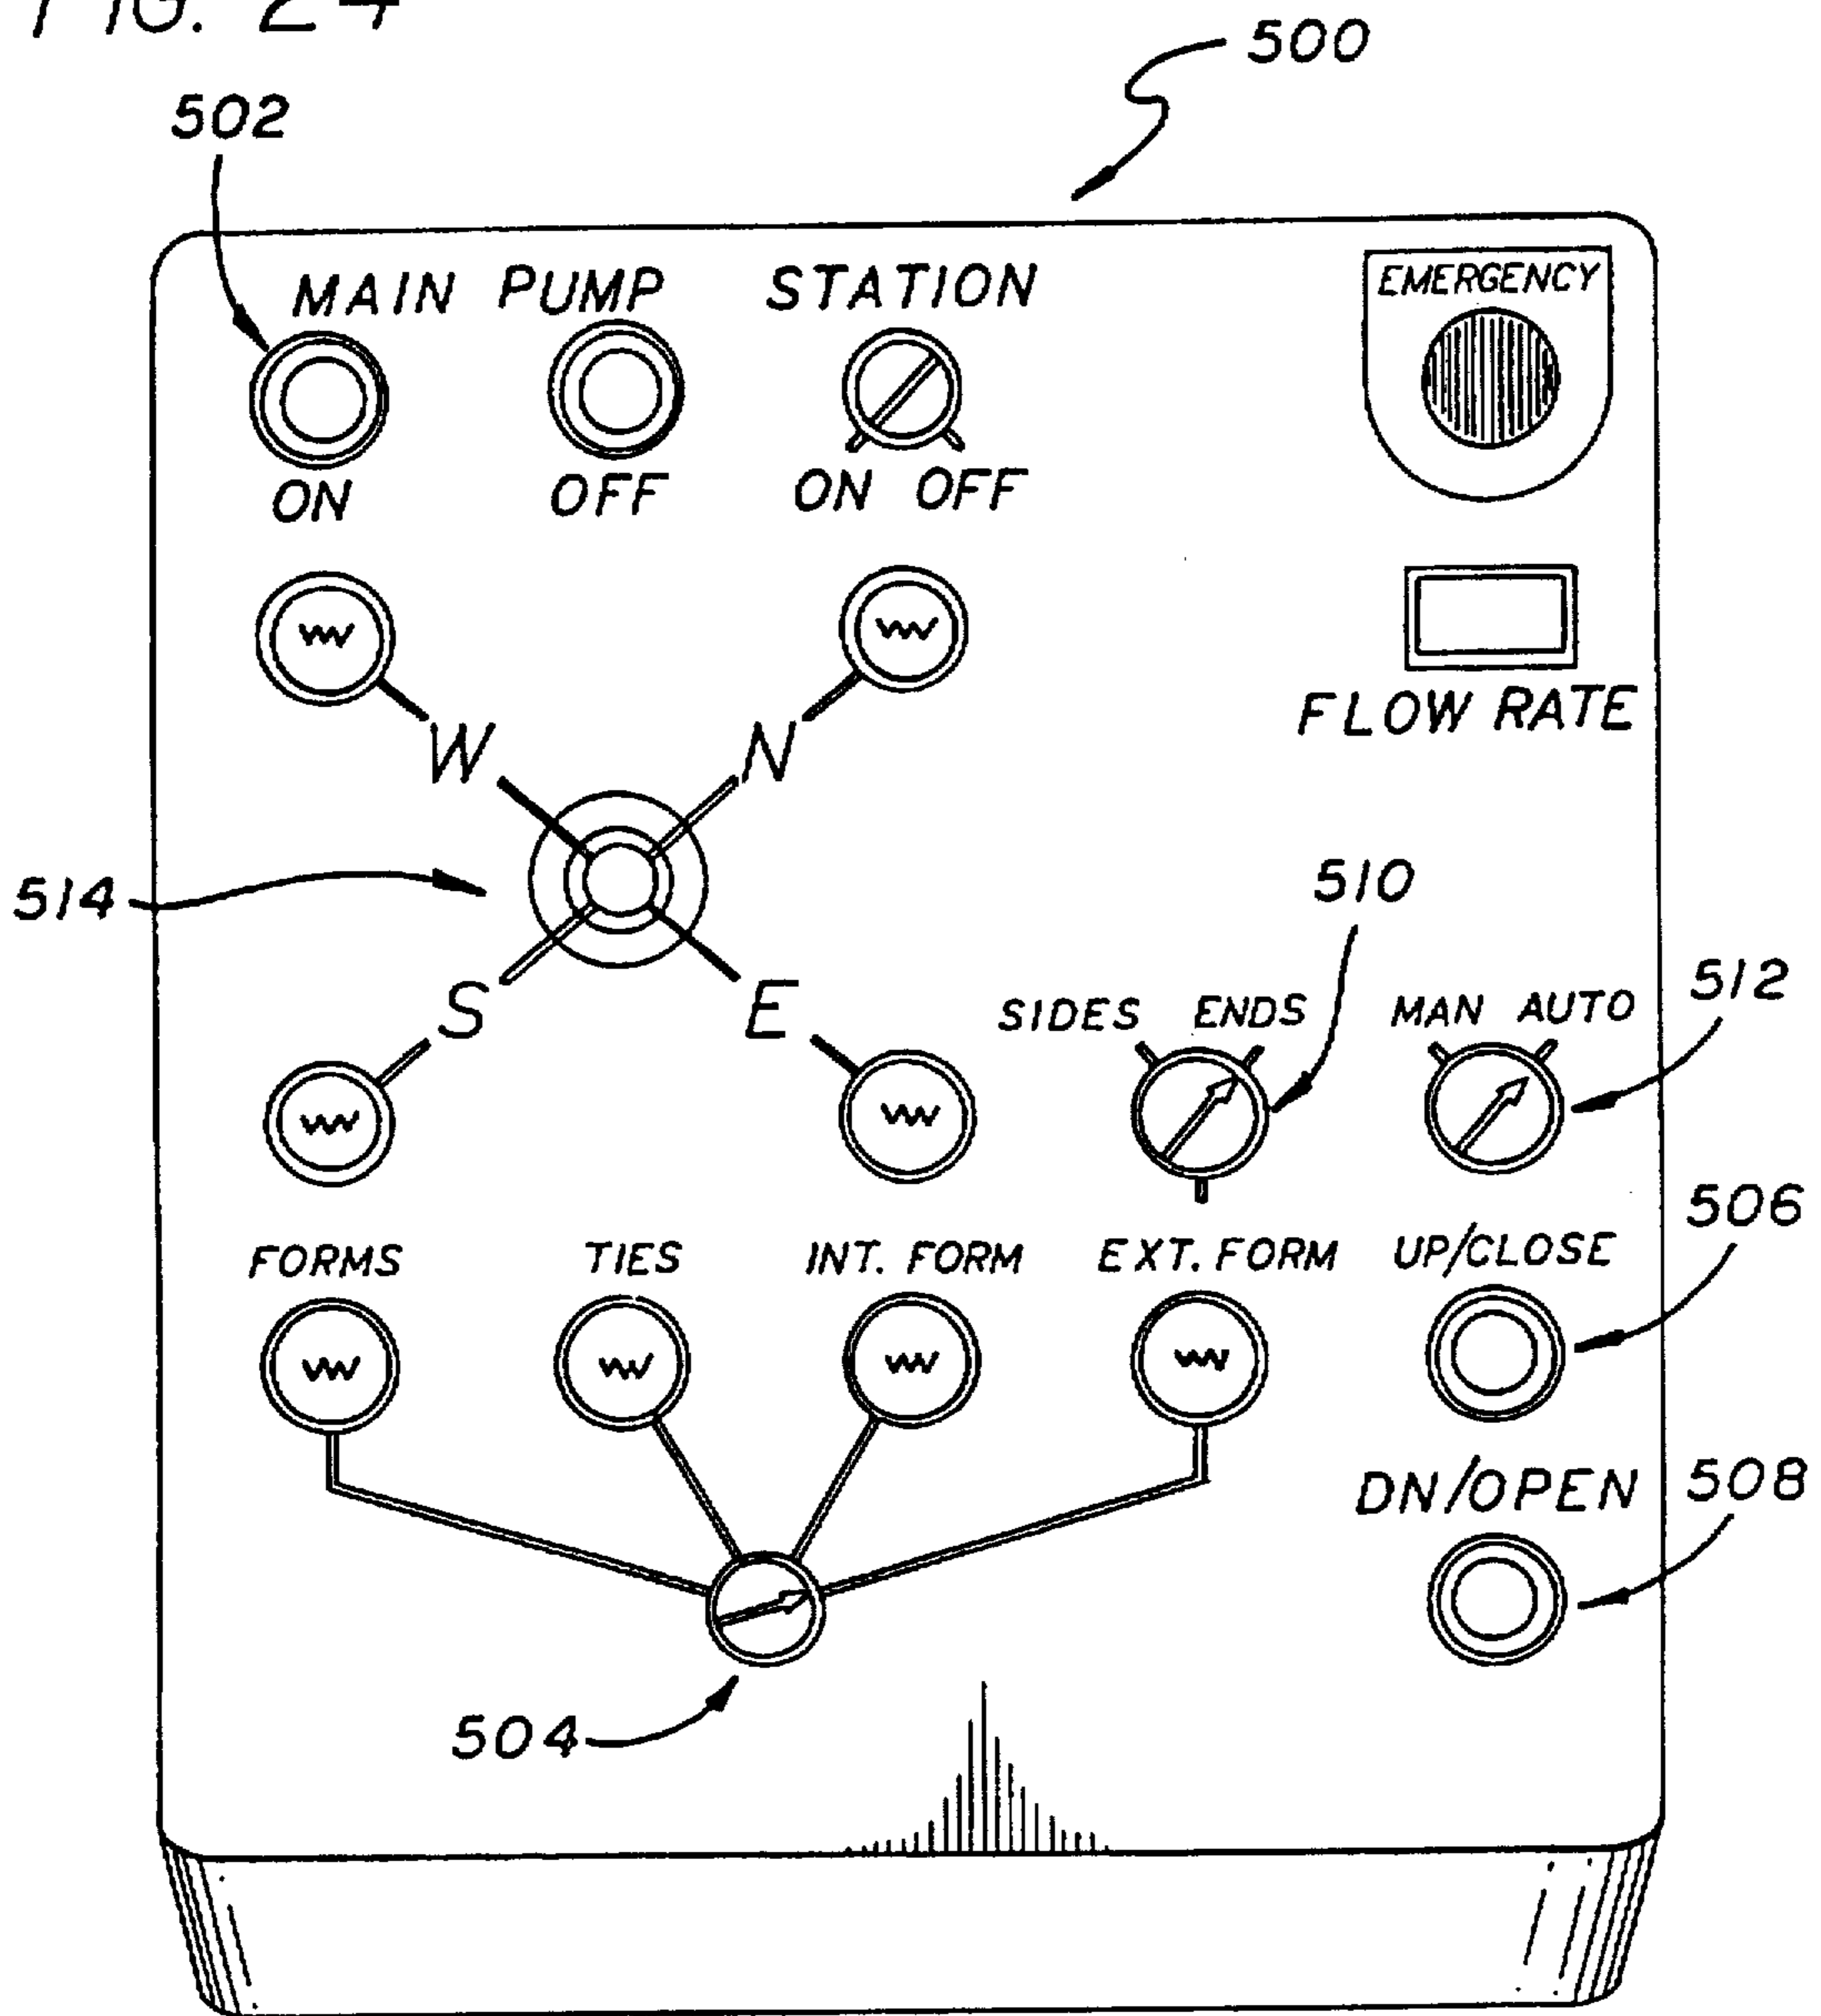 FIG. 24
500
502
MAIN PUMP STATION EMERGENCY
ON OFF ON OFF
FLOW RATE
W N
514
510
S E
SIDES ENDS MAN AUTO 512
506
FORMS TIES INT. FORM EXT. FORM UP/CLOSE
DN/OPEN 508
504